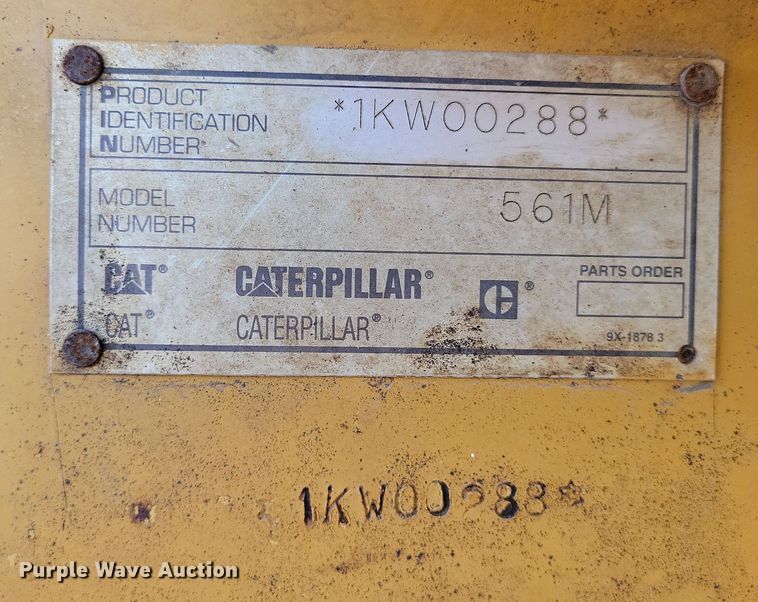 PRODUCT
IDENTIFICATION
NUMBER
*1KW00288*
MODEL
NUMBER
561M
CAT® CATERPILLAR® C®
CAT® CATERPILLAR®
PARTS ORDER
9X-1878 3
1KW00288*
Purple Wave Auction